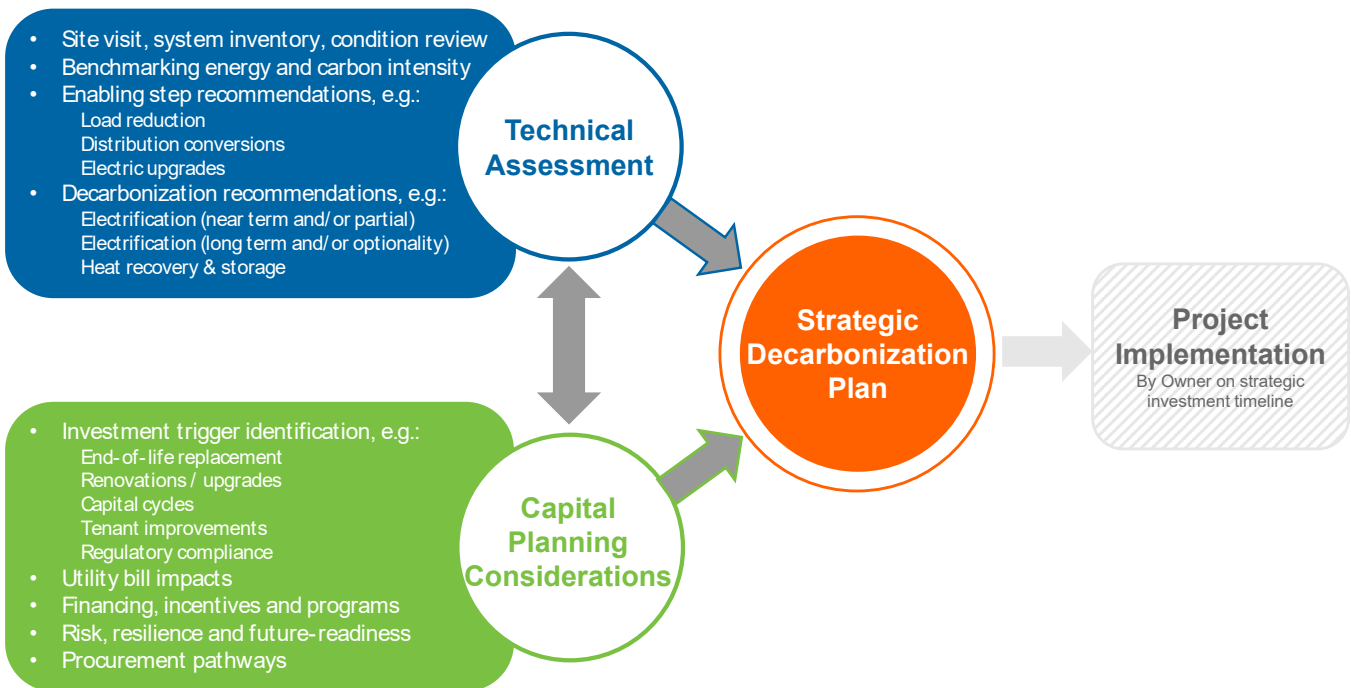 • Site visit, system inventory, condition review
• Benchmarking energy and carbon intensity
• Enabling step recommendations, e.g.:
Load reduction
Distribution conversions
Electric upgrades
• Decarbonization recommendations, e.g.:
Electrification (near term and/or partial)
Electrification (long term and/or optionality)
Heat recovery & storage
Technical
Assessment
• Investment trigger identification, e.g.:
End-of-life replacement
Renovations / upgrades
Capital cycles
Tenant improvements
Regulatory compliance
• Utility bill impacts
• Financing, incentives and programs
• Risk, resilience and future-readiness
• Procurement pathways
Capital
Planning
Considerations
Strategic
Decarbonization
Plan
Project
Implementation
By Owner on strategic
investment timeline